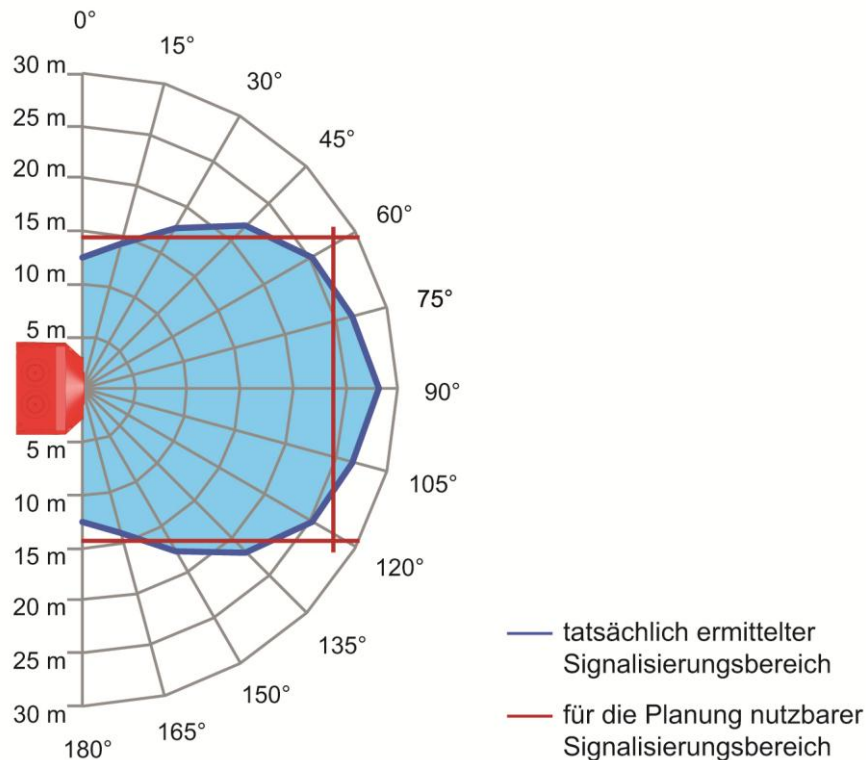 0°
15°
30 m
30°
25 m
45°
20 m
60°
15 m
10 m
75°
5 m
90°
5 m
105°
10 m
120°
15 m
20 m
135°
25 m
150°
30 m
165°
180°
tatsächlich ermittelter
Signalisierungsbereich
für die Planung nutzbarer
Signalisierungsbereich